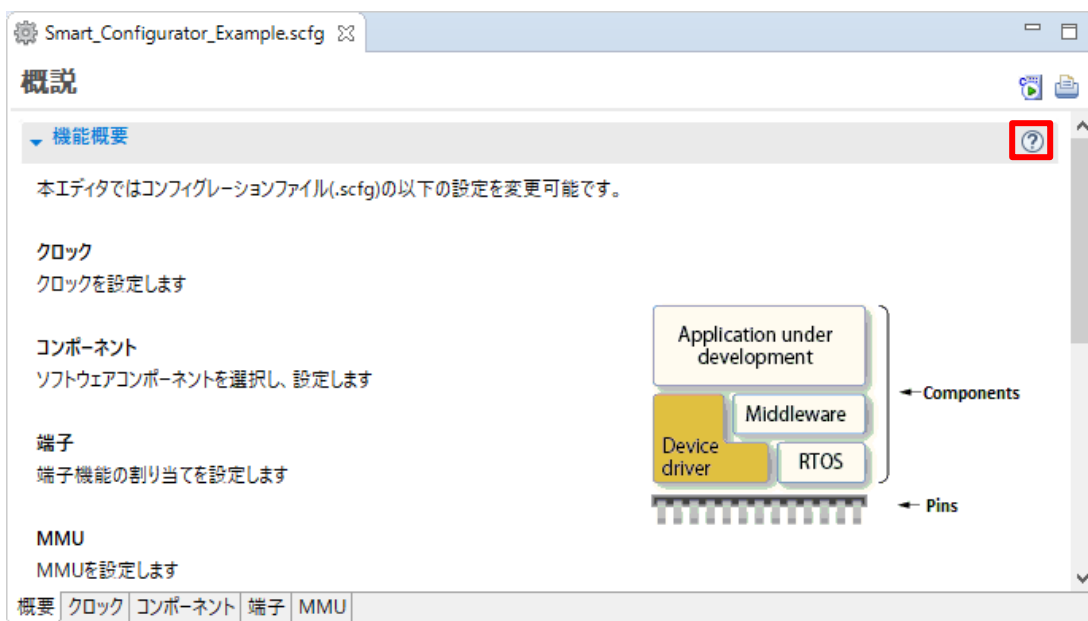 Smart_Configurator_Example.scfg
概説
機能概要
本エディタではコンフィグレーションファイル(.scfg)の以下の設定を変更可能です。
クロック
クロックを設定します
コンポーネント
ソフトウェアコンポーネントを選択し、設定します
端子
端子機能の割り当てを設定します
MMU
MMUを設定します
Application under
development
Middleware
Device
driver
RTOS
Components
Pins
概要 クロック コンポーネント 端子 MMU